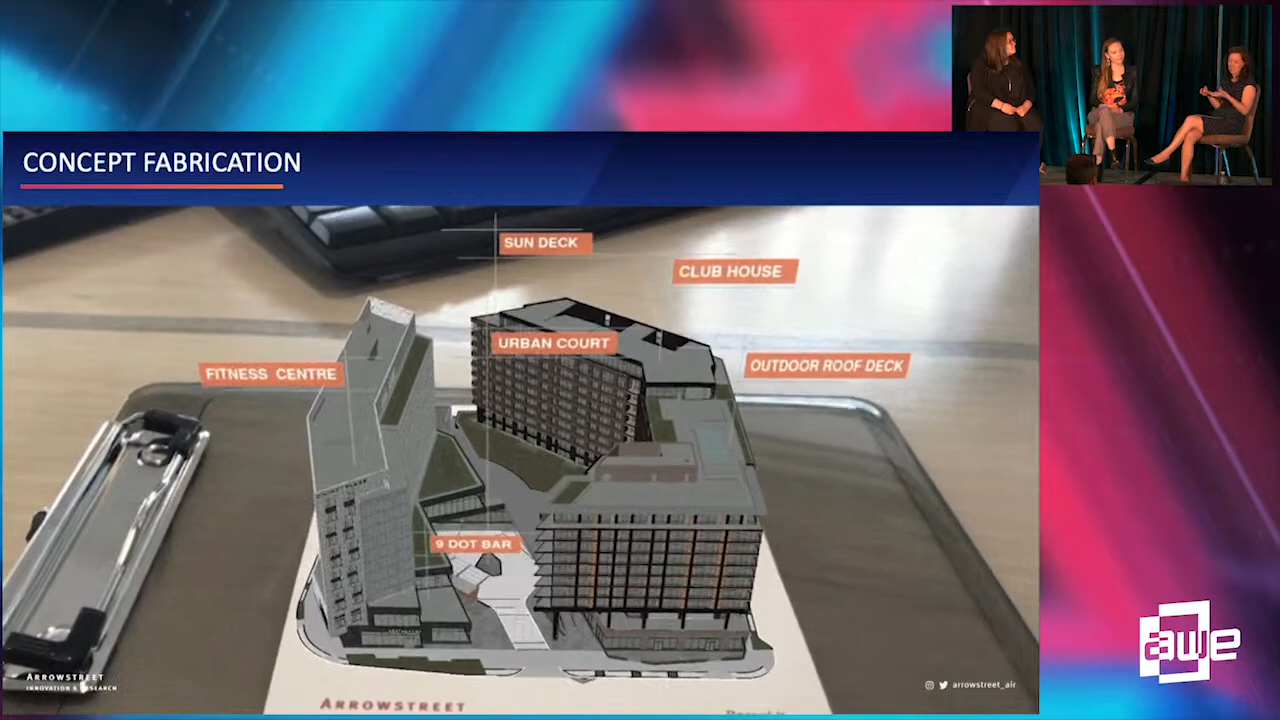 CONCEPT FABRICATION
SUN DECK
CLUB HOUSE
URBAN COURT
OUTDOOR ROOF DECK
FITNESS CENTRE
9 DOT BAR
ARROWSTREET
INNOVATION & RESEARCH
arrowstreet_air
ARROWSTREET
awe